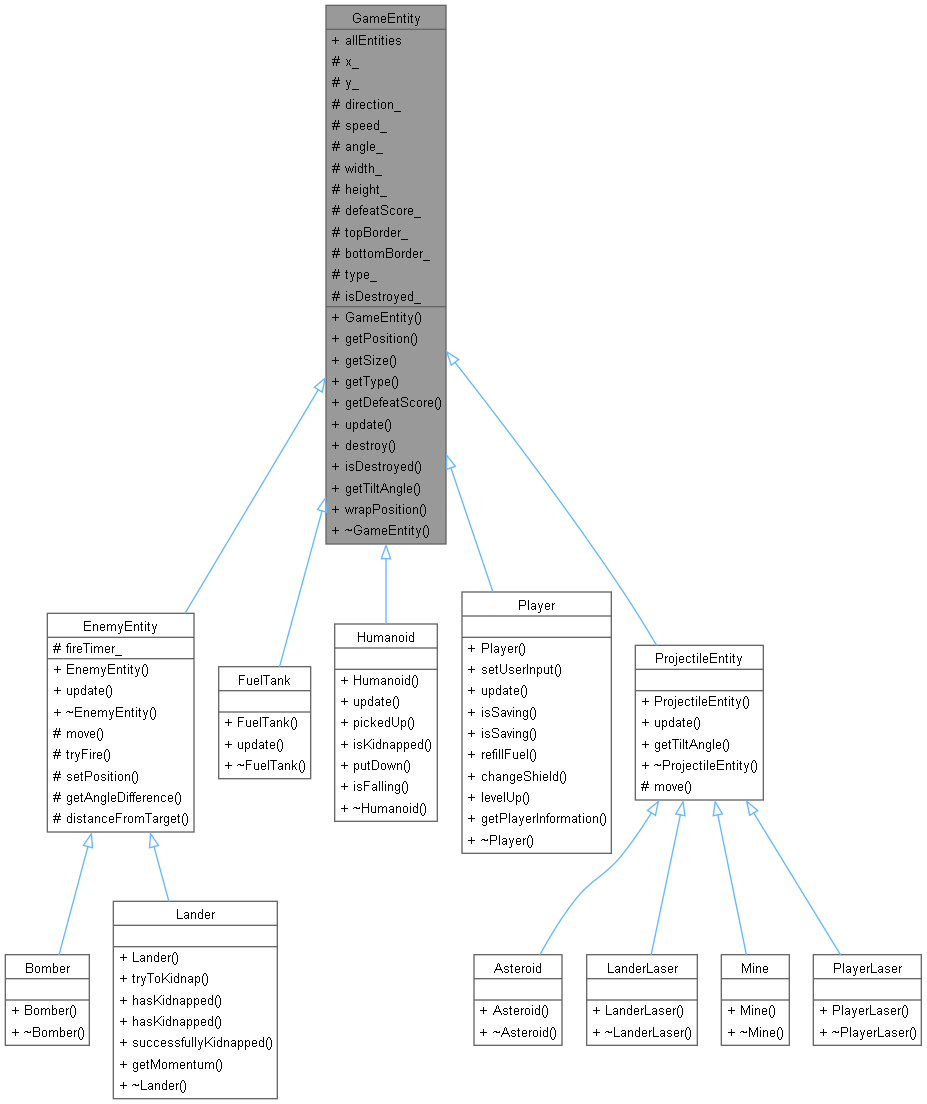 GameEntity
+ allEntities
# x_
# y_
# direction_
# speed_
# angle_
# width_
# height_
# defeatScore_
# topBorder_
# bottomBorder_
# type_
# isDestroyed_
+ GameEntity()
+ getPosition()
+ getSize()
+ getType()
+ getDefeatScore()
+ update()
+ destroy()
+ isDestroyed()
+ getTiltAngle()
+ wrapPosition()
+ ~GameEntity()
EnemyEntity
# fireTimer_
+ EnemyEntity()
+ update()
+ ~EnemyEntity()
# move()
# tryFire()
# setPosition()
# getAngleDifference()
# distanceFromTarget()
FuelTank
+ FuelTank()
+ update()
+ ~FuelTank()
Humanoid
+ Humanoid()
+ update()
+ pickedUp()
+ isKidnapped()
+ putDown()
+ isFalling()
+ ~Humanoid()
Player
+ Player()
+ setUserInput()
+ update()
+ isSaving()
+ isSaving()
+ refillFuel()
+ changeShield()
+ levelUp()
+ getPlayerInformation()
+ ~Player()
ProjectileEntity
+ ProjectileEntity()
+ update()
+ getTiltAngle()
+ ~ProjectileEntity()
# move()
Bomber
+ Bomber()
+ ~Bomber()
Lander
+ Lander()
+ tryToKidnap()
+ hasKidnapped()
+ hasKidnapped()
+ successfullyKidnapped()
+ getMomentum()
+ ~Lander()
Asteroid
+ Asteroid()
+ ~Asteroid()
LanderLaser
+ LanderLaser()
+ ~LanderLaser()
Mine
+ Mine()
+ ~Mine()
PlayerLaser
+ PlayerLaser()
+ ~PlayerLaser()